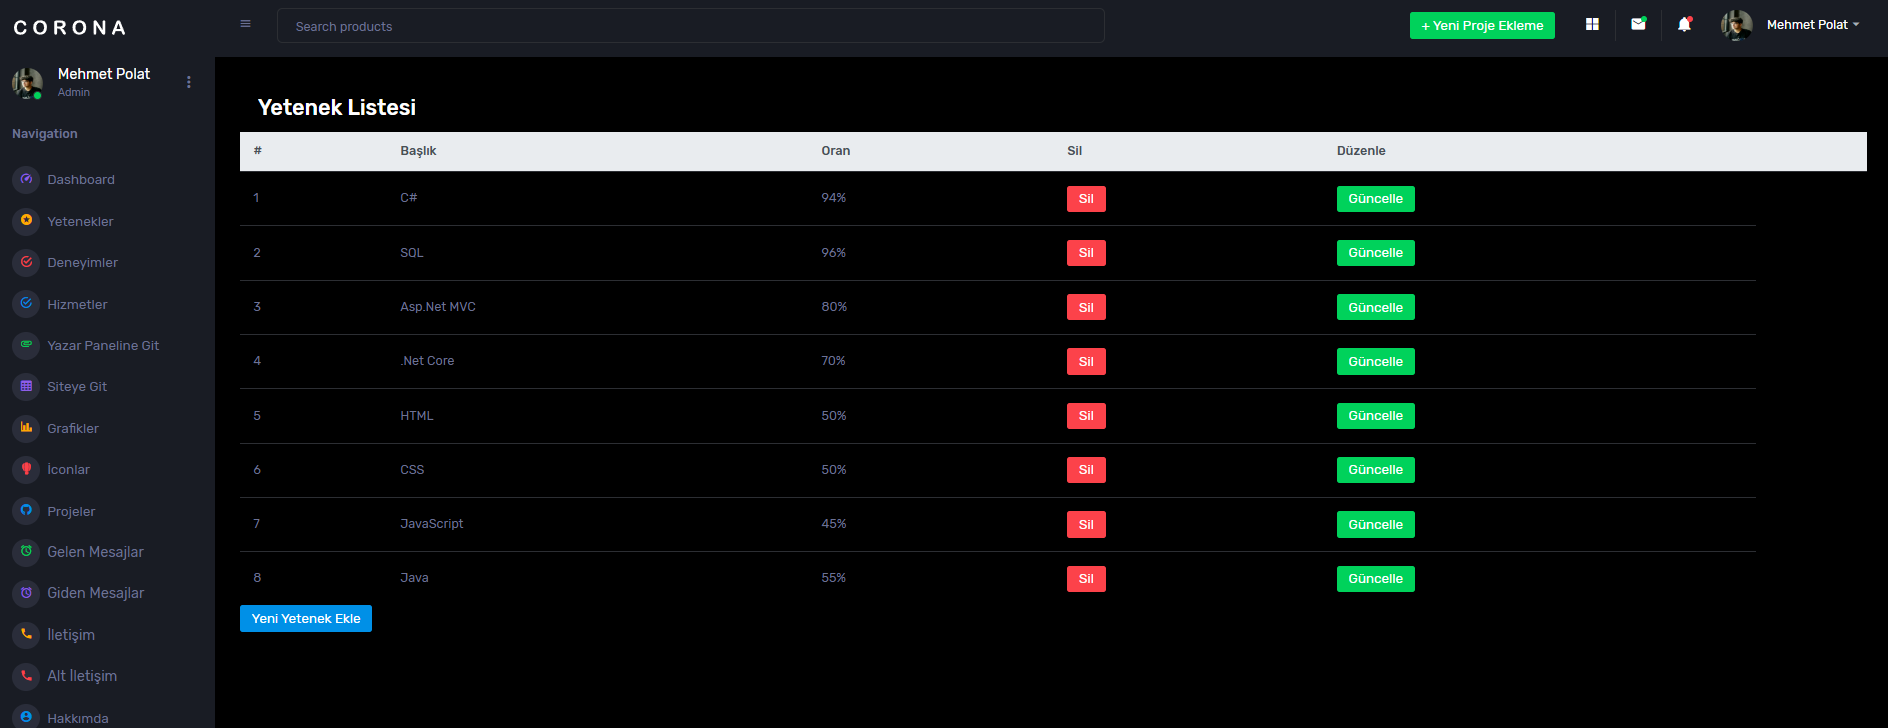 CORONA
Search products
+ Yeni Proje Ekleme
Mehmet Polat
Mehmet Polat
Admin
Navigation
Dashboard
Yetenekler
Deneyimler
Hizmetler
Yazar Paneline Git
Siteye Git
Grafikler
İconlar
Projeler
Gelen Mesajlar
Giden Mesajlar
İletişim
Alt İletişim
Hakkımda
Yetenek Listesi
# Başlık Oran Sil Düzenle
1 C# 94% Sil Güncelle
2 SQL 96% Sil Güncelle
3 Asp.Net MVC 80% Sil Güncelle
4 .Net Core 70% Sil Güncelle
5 HTML 50% Sil Güncelle
6 CSS 50% Sil Güncelle
7 JavaScript 45% Sil Güncelle
8 Java 55% Sil Güncelle
Yeni Yetenek Ekle